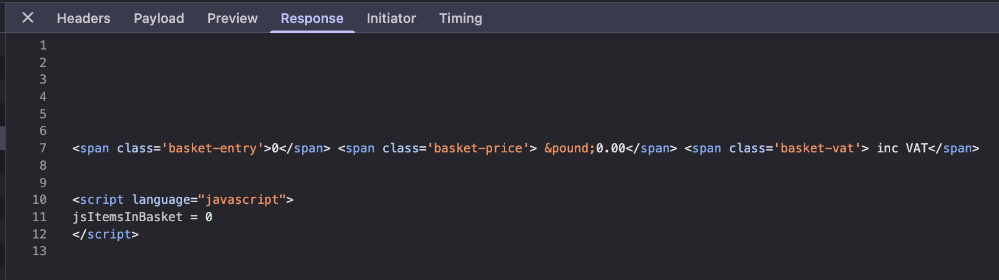 Headers Payload Preview Response Initiator Timing
1
2
3
4
5
6
7 <span class='basket-entry'>0</span> <span class='basket-price'> &pound;0.00</span> <span class='basket-vat'> inc VAT</span>
8
9
10 <script language="javascript">
11 jsItemsInBasket = 0
12 </script>
13